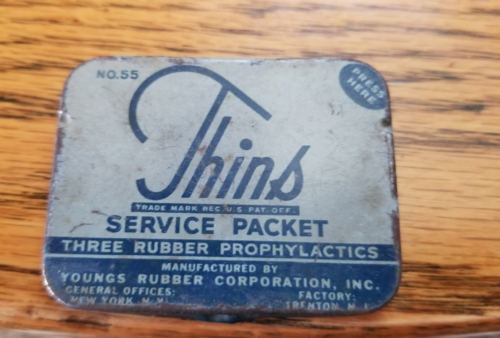 NO.55
PRESS
HERE
Thins
TRADE MARK REG. U.S. PAT. OFF.
SERVICE PACKET
THREE RUBBER PROPHYLACTICS
MANUFACTURED BY
YOUNGS RUBBER CORPORATION, INC.
GENERAL OFFICES: FACTORY:
NEW YORK, N.Y. TRENTON, N.J.